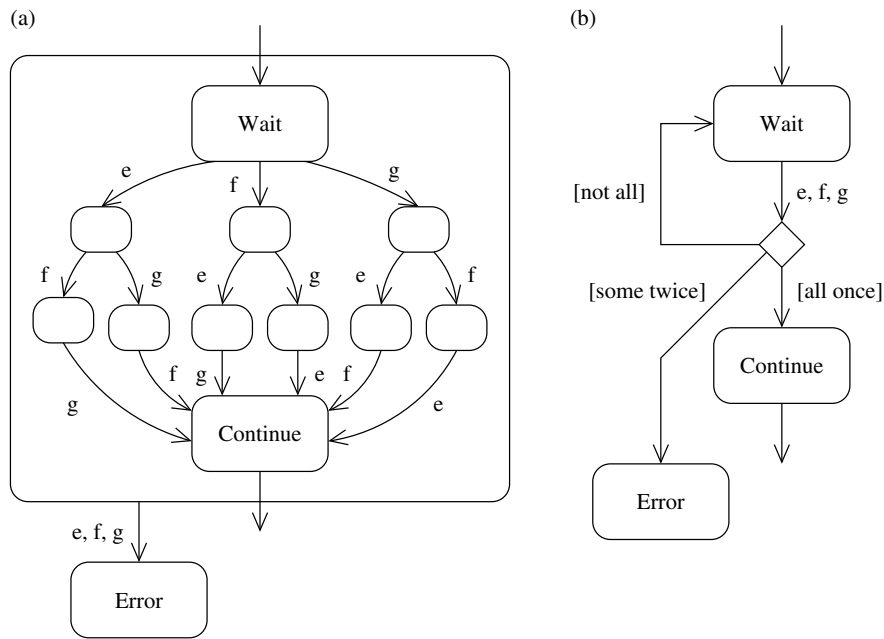 (a)
Wait
e
f
g
f
g
e
g
e
f
g
f
g
e
f
e
Continue
e, f, g
Error
(b)
Wait
[not all]
e, f, g
[some twice]
[all once]
Continue
Error